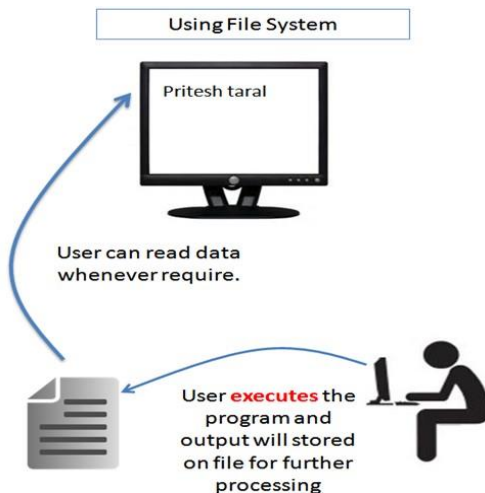 Using File System
Pritesh taral
User can read data
whenever require.
User executes the
program and
output will stored
on file for further
processing